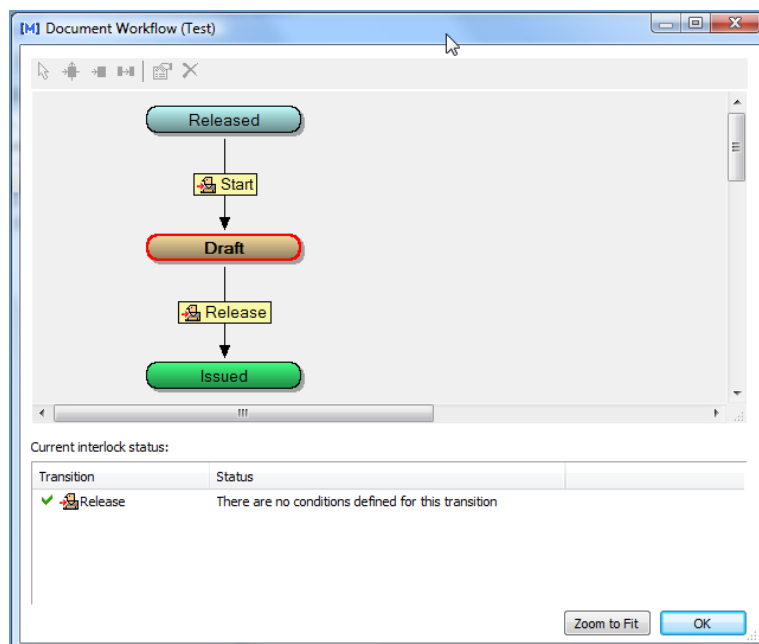 [M] Document Workflow (Test)
Released
Start
Draft
Release
Issued
Current interlock status:
Transition Status
Release There are no conditions defined for this transition
Zoom to Fit OK